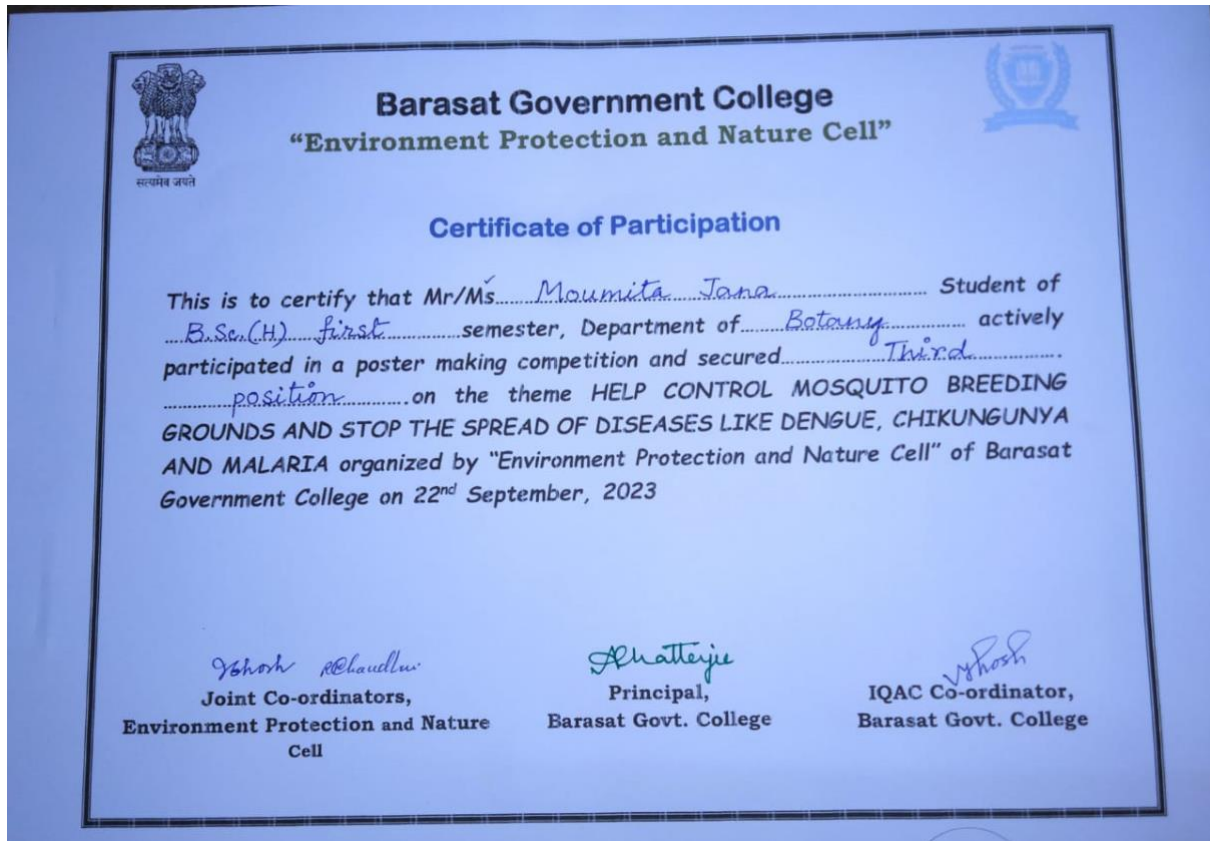 Barasat Government College
“Environment Protection and Nature Cell”
सत्यमेव जयते
Certificate of Participation
This is to certify that Mr/Ms..... Moumita Jana ..... Student of
B.Sc.(H) first ..... semester, Department of ..... Botany ..... actively
participated in a poster making competition and secured ..... Third .....
position ..... on the theme HELP CONTROL MOSQUITO BREEDING
GROUNDS AND STOP THE SPREAD OF DISEASES LIKE DENGUE, CHIKUNGUNYA
AND MALARIA organized by "Environment Protection and Nature Cell" of Barasat
Government College on 22nd September, 2023
Joint Co-ordinators,
Environment Protection and Nature
Cell
AChatterjee
Principal,
Barasat Govt. College
IQAC Co-ordinator,
Barasat Govt. College